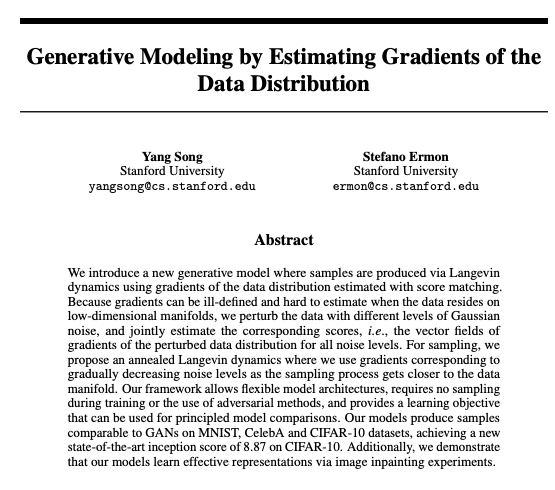 Generative Modeling by Estimating Gradients of the
Data Distribution
Yang Song
Stanford University
yangsong@cs.stanford.edu
Stefano Ermon
Stanford University
ermon@cs.stanford.edu
Abstract
We introduce a new generative model where samples are produced via Langevin
dynamics using gradients of the data distribution estimated with score matching.
Because gradients can be ill-defined and hard to estimate when the data resides on
low-dimensional manifolds, we perturb the data with different levels of Gaussian
noise, and jointly estimate the corresponding scores, i.e., the vector fields of
gradients of the perturbed data distribution for all noise levels. For sampling, we
propose an annealed Langevin dynamics where we use gradients corresponding to
gradually decreasing noise levels as the sampling process gets closer to the data
manifold. Our framework allows flexible model architectures, requires no sampling
during training or the use of adversarial methods, and provides a learning objective
that can be used for principled model comparisons. Our models produce samples
comparable to GANs on MNIST, CelebA and CIFAR-10 datasets, achieving a new
state-of-the-art inception score of 8.87 on CIFAR-10. Additionally, we demonstrate
that our models learn effective representations via image inpainting experiments.